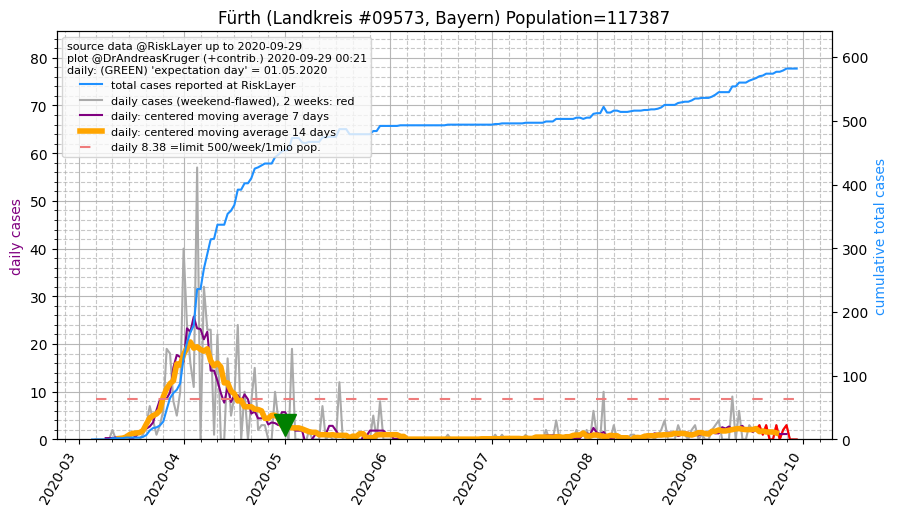 Fürth (Landkreis #09573, Bayern) Population=117387
source data @RiskLayer up to 2020-09-29
plot @DrAndreasKruger (+contrib.) 2020-09-29 00:21
daily: (GREEN) 'expectation day' = 01.05.2020
total cases reported at RiskLayer
daily cases (weekend-flawed), 2 weeks: red
daily: centered moving average 7 days
daily: centered moving average 14 days
daily 8.38 =limit 500/week/1mio pop.
daily cases
80
70
60
50
40
30
20
10
0
cumulative total cases
600
500
400
300
200
100
0
2020-03
2020-04
2020-05
2020-06
2020-07
2020-08
2020-09
2020-10